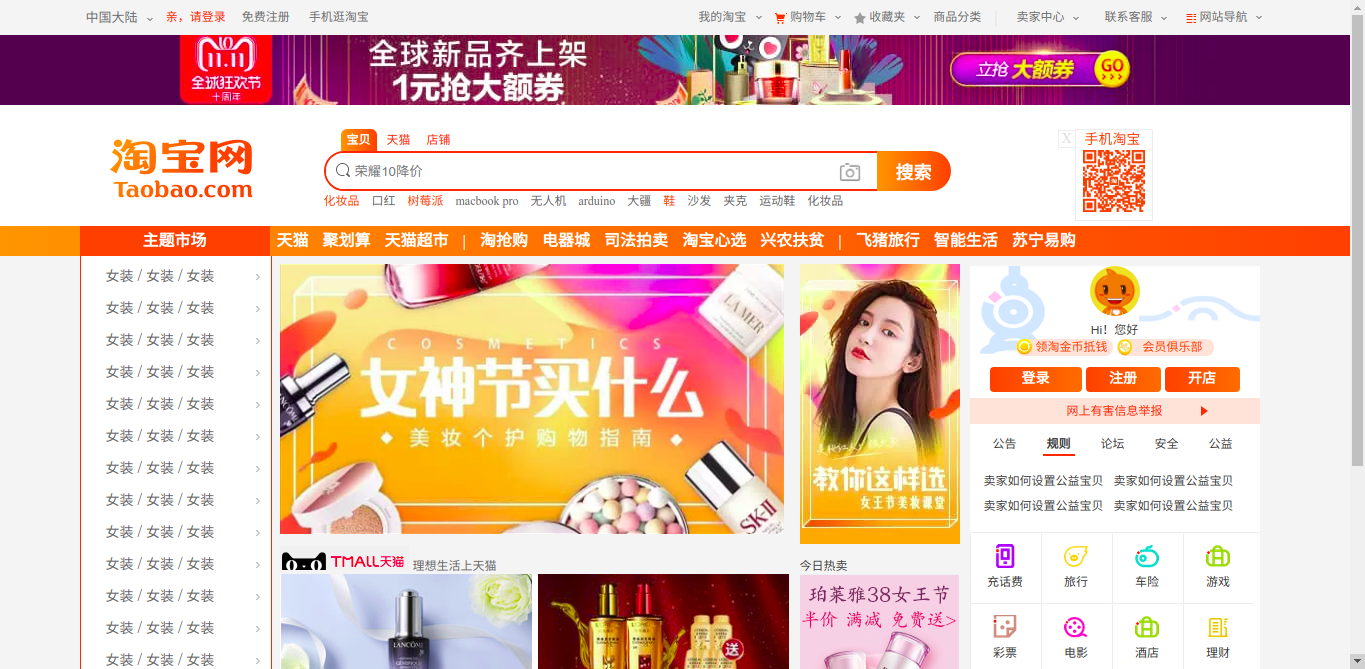 中国大陆 亲，请登录 免费注册 手机逛淘宝 我的淘宝 购物车 收藏夹 商品分类 卖家中心 联系客服 网站导航
11.11
全球狂欢节
十周年
全球新品齐上架
1元抢大额券
立抢大额券 GO
淘宝网
Taobao.com
宝贝 天猫 店铺
荣耀10降价 搜索
化妆品 口红 树莓派 macbook pro 无人机 arduino 大疆 鞋 沙发 夹克 运动鞋 化妆品
X 手机淘宝
主题市场 天猫 聚划算 天猫超市 | 淘抢购 电器城 司法拍卖 淘宝心选 兴农扶贫 | 飞猪旅行 智能生活 苏宁易购
女装 / 女装 / 女装 >
女装 / 女装 / 女装 >
女装 / 女装 / 女装 >
女装 / 女装 / 女装 >
女装 / 女装 / 女装 >
女装 / 女装 / 女装 >
女装 / 女装 / 女装 >
女装 / 女装 / 女装 >
女装 / 女装 / 女装 >
女装 / 女装 / 女装 >
女装 / 女装 / 女装 >
女装 / 女装 / 女装 >
女装 / 女装 / 女装 >
LA MER
COSMETICS
女神节买什么
美妆个护购物指南
SK-II
教你这样选
女王节美妆课堂
Hi！您好
领淘金币抵钱 会员俱乐部
登录 注册 开店
网上有害信息举报
公告 规则 论坛 安全 公益
卖家如何设置公益宝贝 卖家如何设置公益宝贝
卖家如何设置公益宝贝 卖家如何设置公益宝贝
充话费 旅行 车险 游戏
彩票 电影 酒店 理财
TMALL天猫 理想生活上天猫
LANCOME
送
今日热卖
珀莱雅38女王节
半价 满减 免费送>